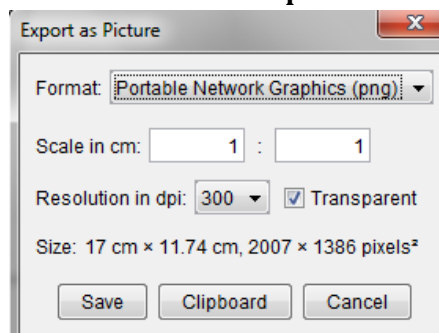 Export as Picture
Format: Portable Network Graphics (png)
Scale in cm: 1 : 1
Resolution in dpi: 300 Transparent
Size: 17 cm × 11.74 cm, 2007 × 1386 pixels²
Save Clipboard Cancel